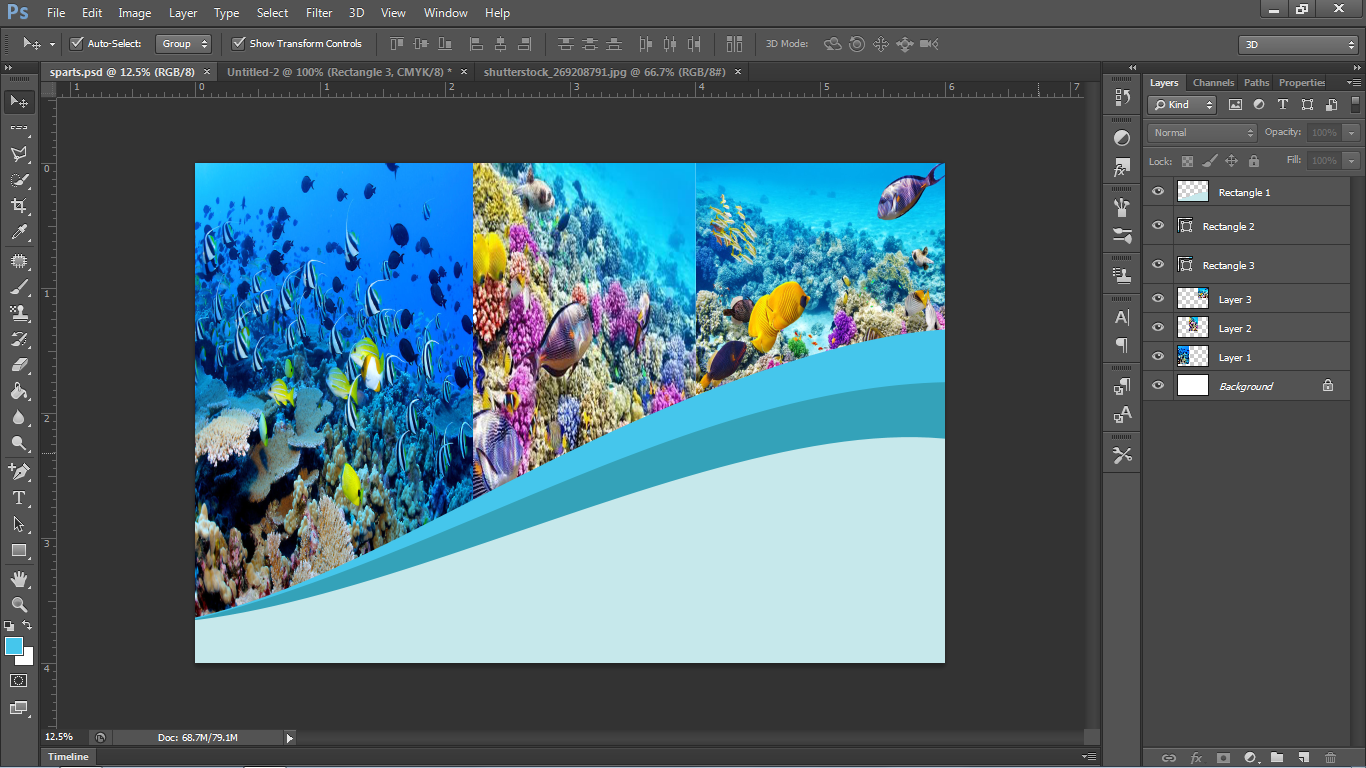 Ps File Edit Image Layer Type Select Filter 3D View Window Help
Auto-Select: Group Show Transform Controls 3D Mode: 3D
sparts.psd @ 12.5% (RGB/8) × Untitled-2 @ 100% (Rectangle 3, CMYK/8) * × shutterstock_269208791.jpg @ 66.7% (RGB/8#) ×
1 0 1 2 3 4 5 6 7
0
1
2
3
4
Layers Channels Paths Properties
Kind
Normal Opacity: 100%
Lock: Fill: 100%
Rectangle 1
Rectangle 2
Rectangle 3
Layer 3
Layer 2
Layer 1
Background
12.5% Doc: 68.7M/79.1M
Timeline